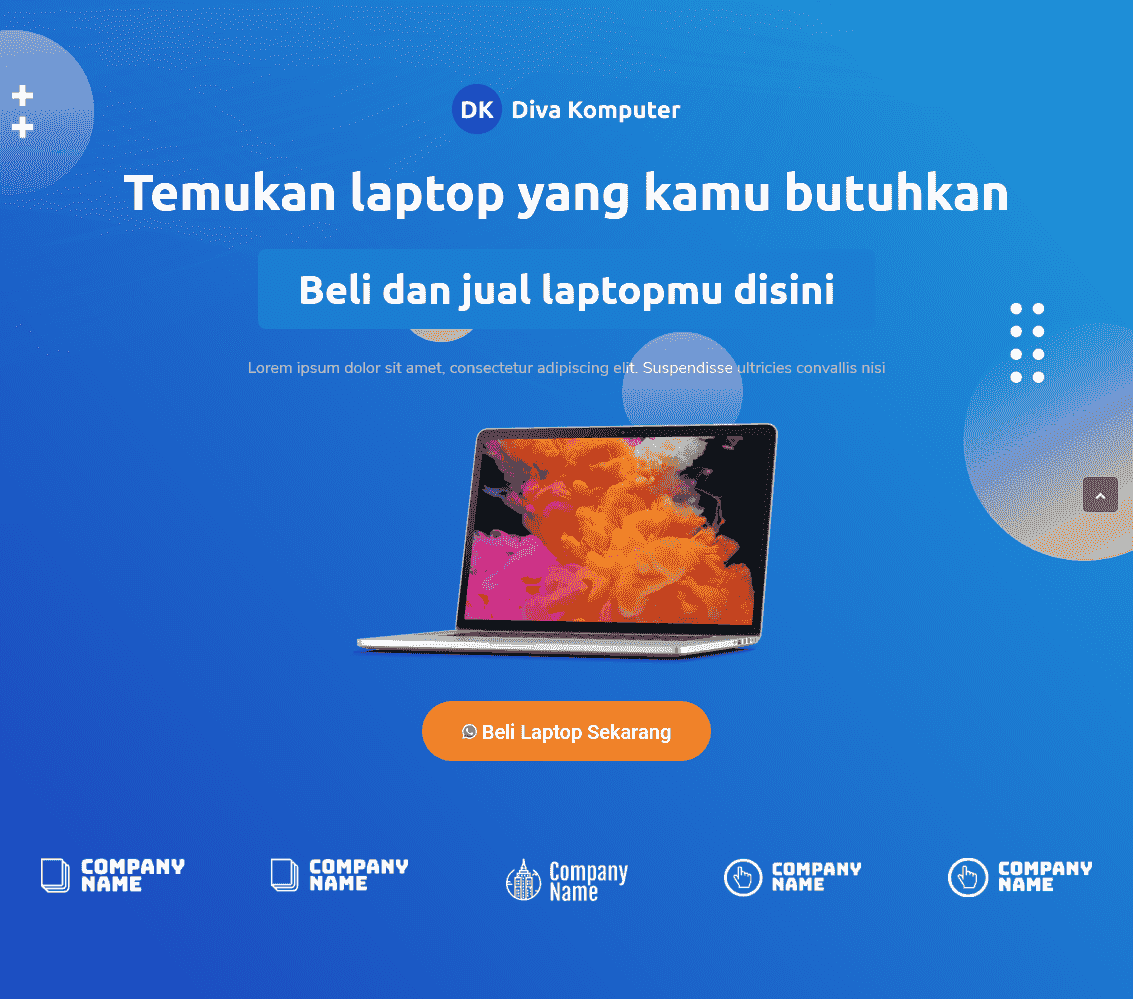 DK Diva Komputer
Temukan laptop yang kamu butuhkan
Beli dan jual laptopmu disini
Lorem ipsum dolor sit amet, consectetur adipiscing elit. Suspendisse ultricies convallis nisi
Beli Laptop Sekarang
COMPANY
NAME
COMPANY
NAME
Company
Name
COMPANY
NAME
COMPANY
NAME